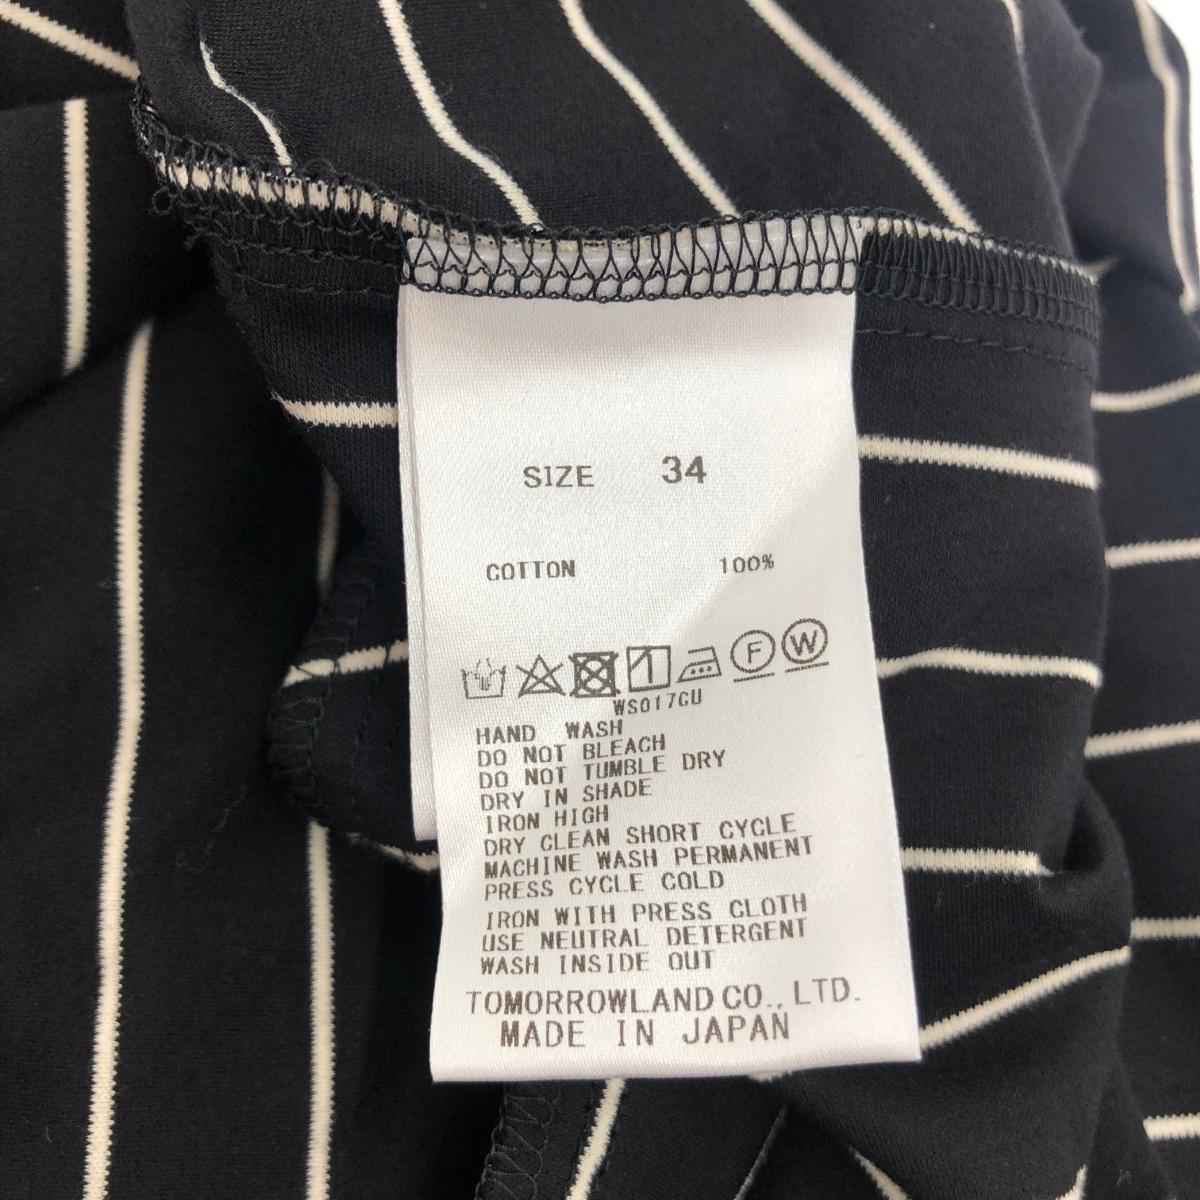 SIZE 34
COTTON 100%
F W
WS017CU
HAND WASH
DO NOT BLEACH
DO NOT TUMBLE DRY
DRY IN SHADE
IRON HIGH
DRY CLEAN SHORT CYCLE
MACHINE WASH PERMANENT
PRESS CYCLE COLD
IRON WITH PRESS CLOTH
USE NEUTRAL DETERGENT
WASH INSIDE OUT
TOMORROWLAND CO., LTD.
MADE IN JAPAN